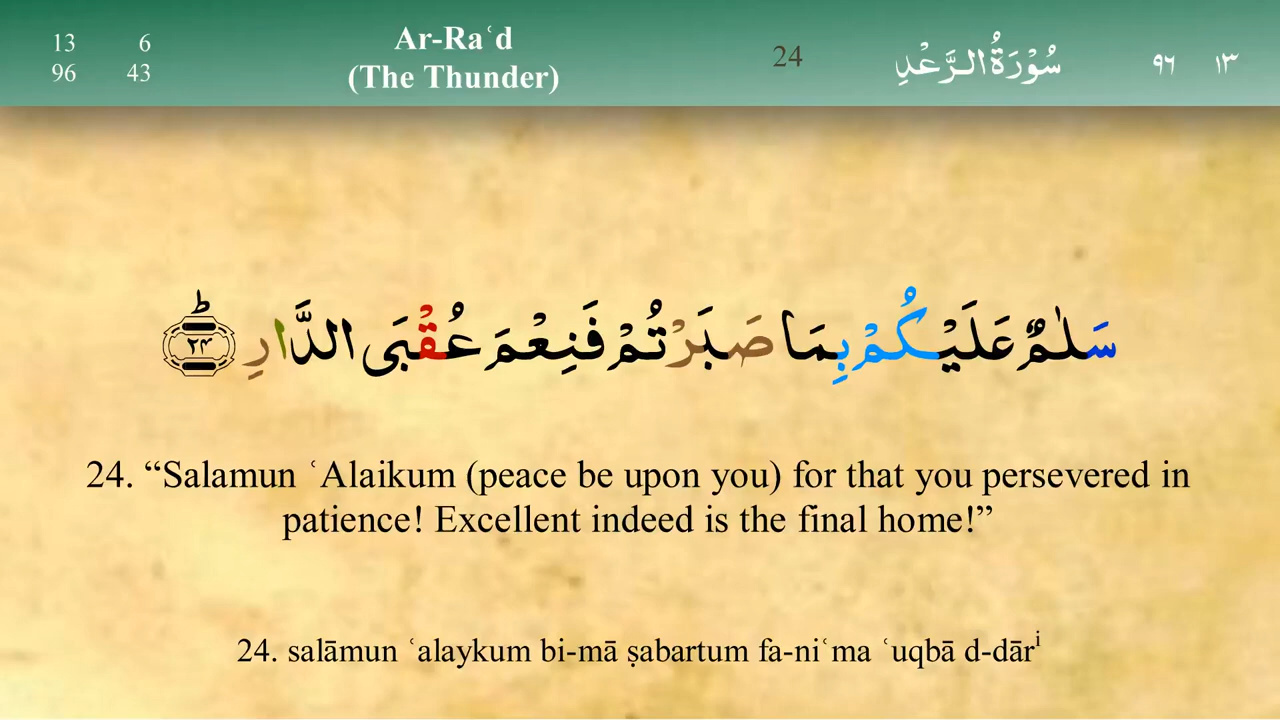 13 6
96 43
Ar-Raʿd
(The Thunder)
24
سُوْرَةُ الرَّعْدِ
٩٦ ١٣
سَلٰمٌ عَلَيْكُمْ بِمَا صَبَرْتُمْ فَنِعْمَ عُقْبَى الدَّارِ ؕ ٢٤
24. “Salamun ʿAlaikum (peace be upon you) for that you persevered in
patience! Excellent indeed is the final home!”
24. salāmun ʿalaykum bi-mā ṣabartum fa-niʿma ʿuqbā d-dārⁱ